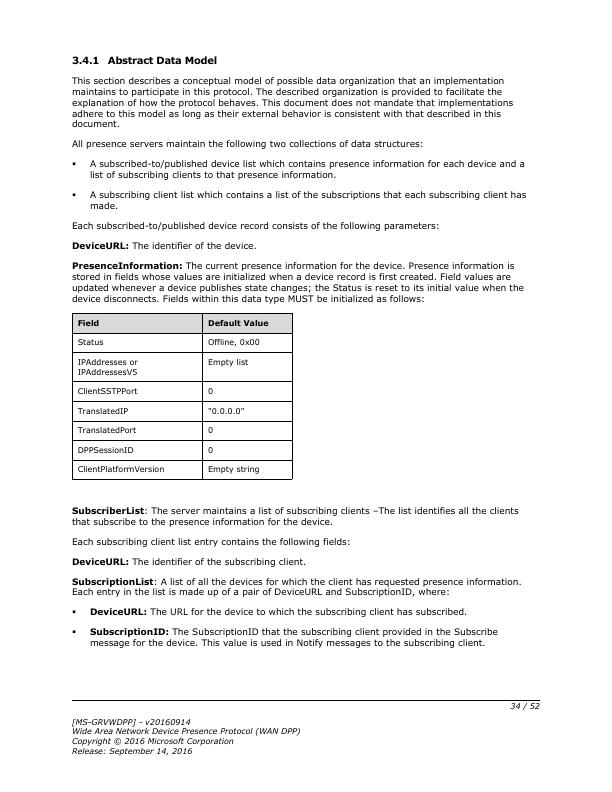 3.4.1 Abstract Data Model
This section describes a conceptual model of possible data organization that an implementation
maintains to participate in this protocol. The described organization is provided to facilitate the
explanation of how the protocol behaves. This document does not mandate that implementations
adhere to this model as long as their external behavior is consistent with that described in this
document.
All presence servers maintain the following two collections of data structures:
▪ A subscribed-to/published device list which contains presence information for each device and a
list of subscribing clients to that presence information.
▪ A subscribing client list which contains a list of the subscriptions that each subscribing client has
made.
Each subscribed-to/published device record consists of the following parameters:
DeviceURL: The identifier of the device.
PresenceInformation: The current presence information for the device. Presence information is
stored in fields whose values are initialized when a device record is first created. Field values are
updated whenever a device publishes state changes; the Status is reset to its initial value when the
device disconnects. Fields within this data type MUST be initialized as follows:
Field Default Value
Status Offline, 0x00
IPAddresses or Empty list
IPAddressesV5
ClientSSTPPort 0
TranslatedIP "0.0.0.0"
TranslatedPort 0
DPPSessionID 0
ClientPlatformVersion Empty string
SubscriberList: The server maintains a list of subscribing clients –The list identifies all the clients
that subscribe to the presence information for the device.
Each subscribing client list entry contains the following fields:
DeviceURL: The identifier of the subscribing client.
SubscriptionList: A list of all the devices for which the client has requested presence information.
Each entry in the list is made up of a pair of DeviceURL and SubscriptionID, where:
▪ DeviceURL: The URL for the device to which the subscribing client has subscribed.
▪ SubscriptionID: The SubscriptionID that the subscribing client provided in the Subscribe
message for the device. This value is used in Notify messages to the subscribing client.
34 / 52
[MS-GRVWDPP] - v20160914
Wide Area Network Device Presence Protocol (WAN DPP)
Copyright © 2016 Microsoft Corporation
Release: September 14, 2016